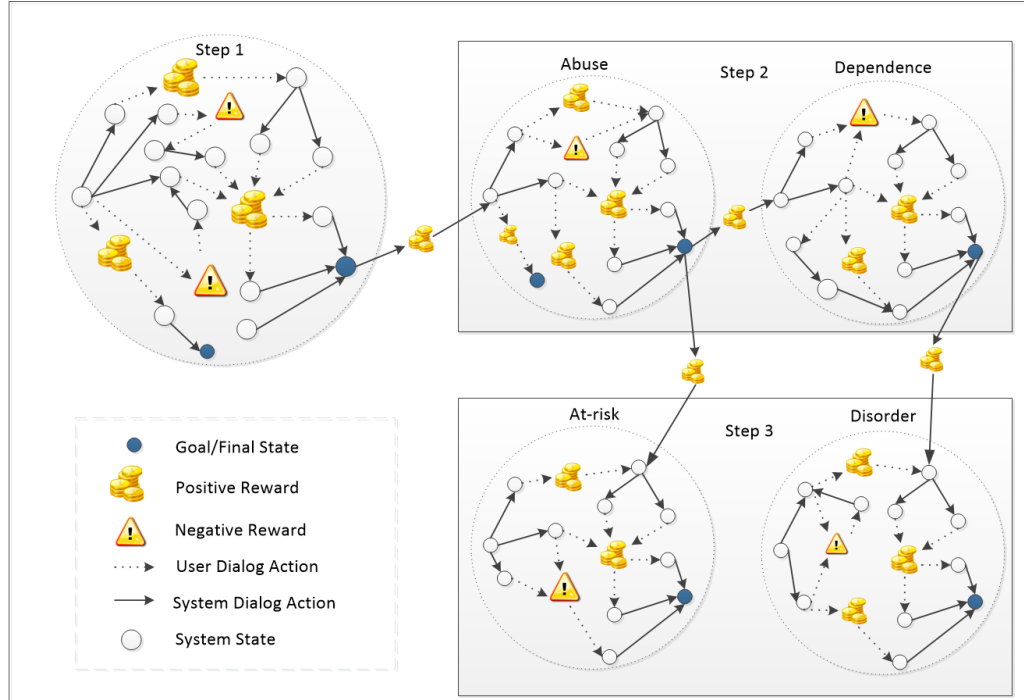 Step 1
Abuse
Step 2
Dependence
At-risk
Step 3
Disorder
Goal/Final State
Positive Reward
Negative Reward
User Dialog Action
System Dialog Action
System State